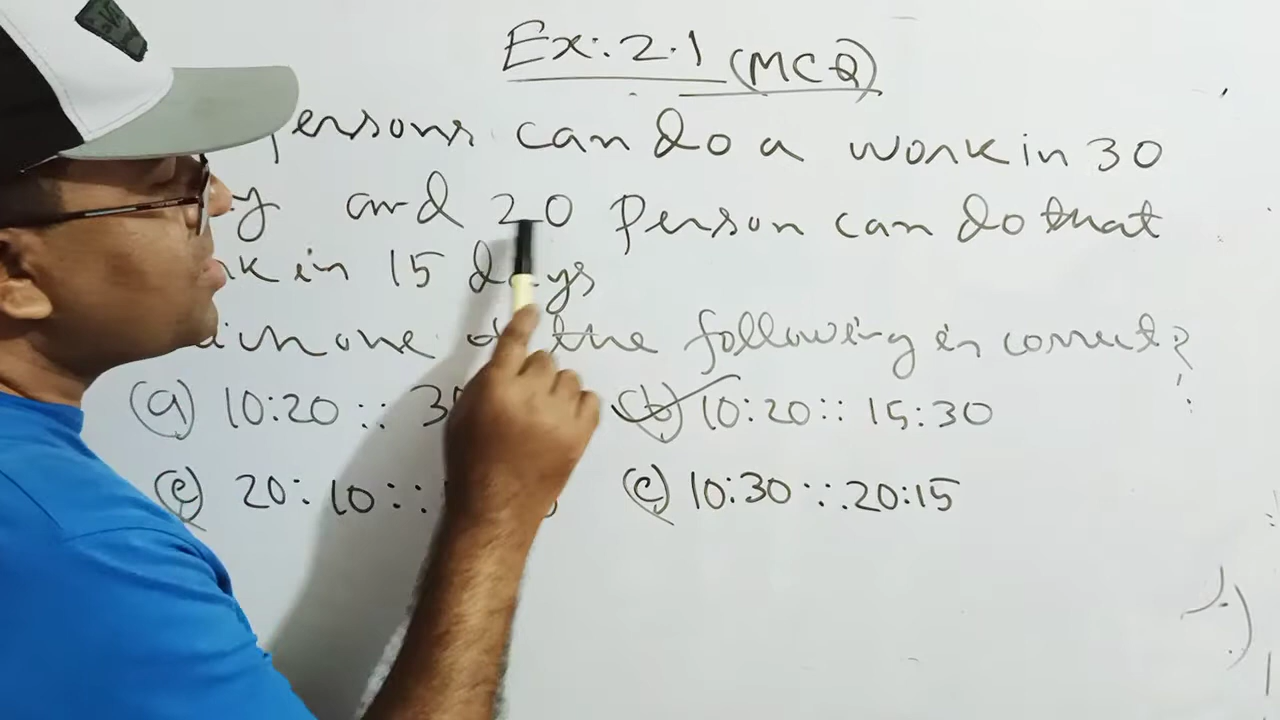 Ex:. 2.1 (MCQ)
persons can do a work in 30
and 20 Person can do that
in 15 days
one of the following is correct?
(a) 10:20 :: (b) 10:20 :: 15:30
(c) 20:10 :: (c) 10:30 :: 20:15